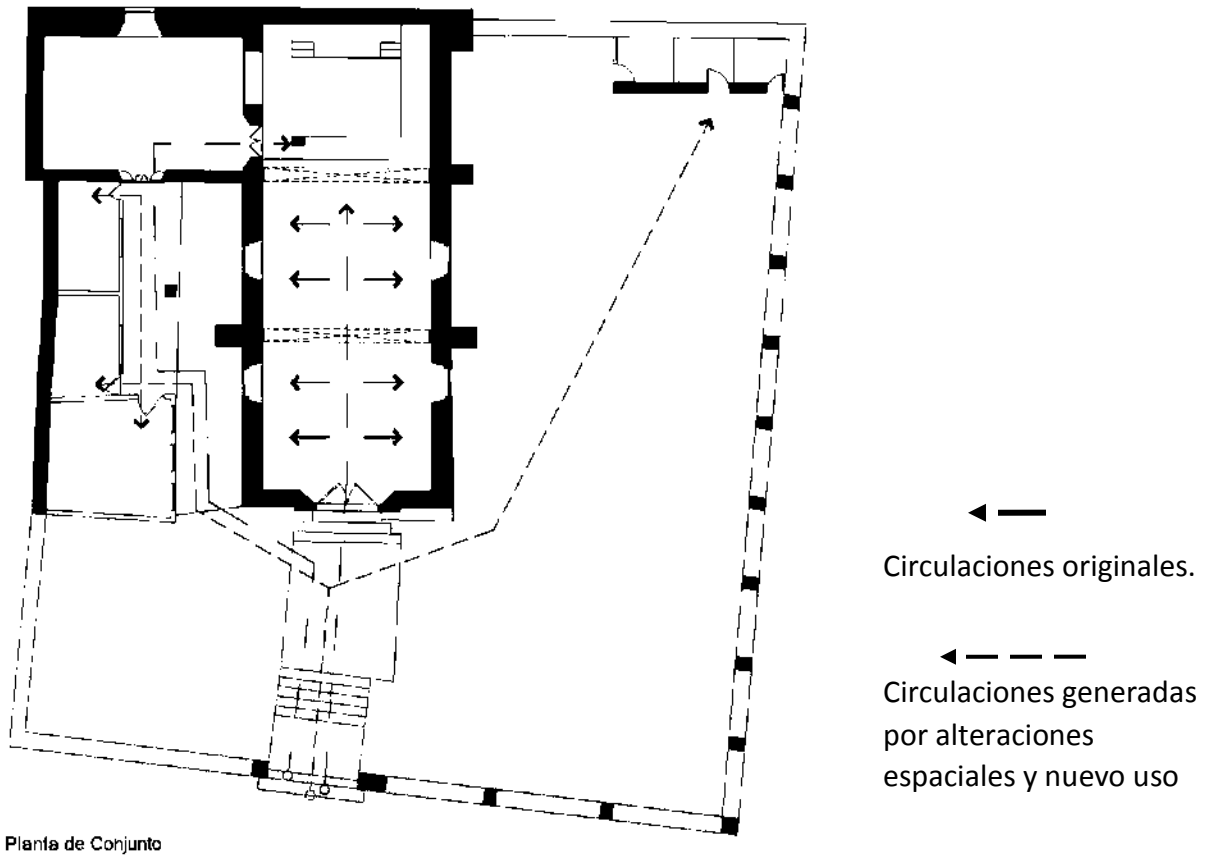 Circulaciones originales.
Circulaciones generadas
por alteraciones
espaciales y nuevo uso
Planta de Conjunto